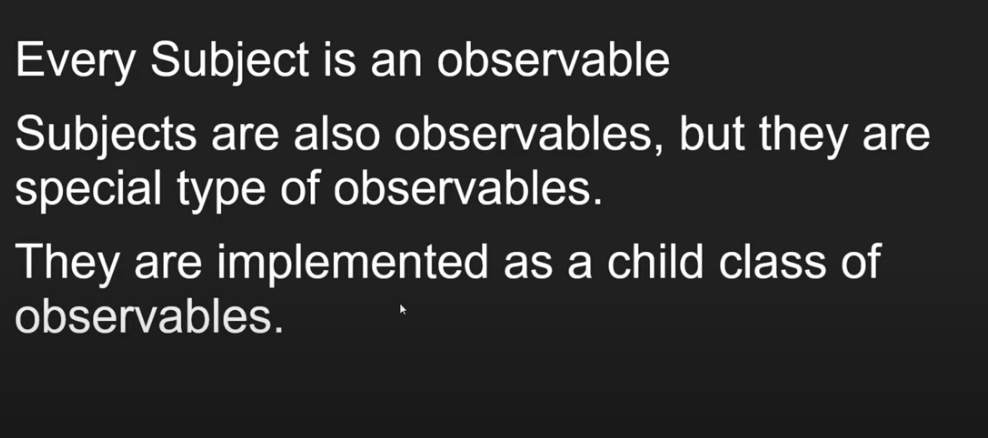 Every Subject is an observable
Subjects are also observables, but they are
special type of observables.
They are implemented as a child class of
observables.